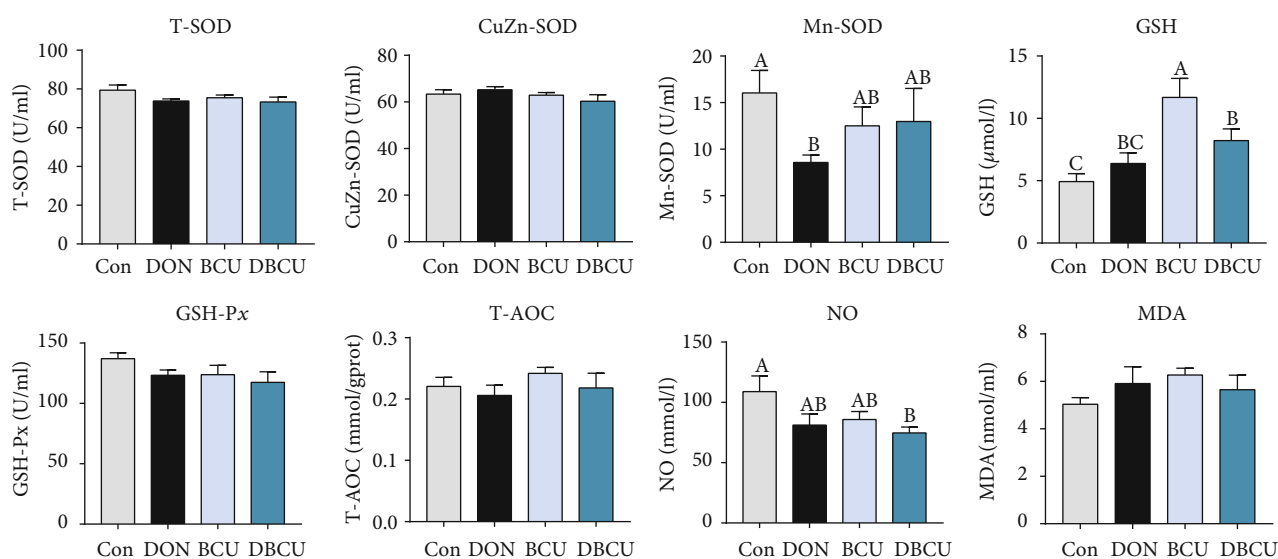 T-SOD
T-SOD (U/ml)
100
80
60
40
20
0
Con DON BCU DBCU
CuZn-SOD
CuZn-SOD (U/ml)
60
60
40
20
0
Con DON BCU DBCU
Mn-SOD
Mn-SOD (U/ml)
20
15
10
5
0
A
B
AB
AB
Con DON BCU DBCU
GSH
GSH (μmol/l)
15
10
5
0
C
BC
A
B
Con DON BCU DBCU
GSH-Px
GSH-Px (U/ml)
150
100
150
0
Con DON BCU DBCU
T-AOC
T-AOC (mmol/gprot)
0.3
0.2
0.2
0.0
Con DON BCU DBCU
NO
NO (mmol/l)
150
100
50
0
A
AB
AB
B
Con DON BCU DBCU
MDA
MDA(nmol/ml)
8
6
4
2
0
Con DON BCU DBCU